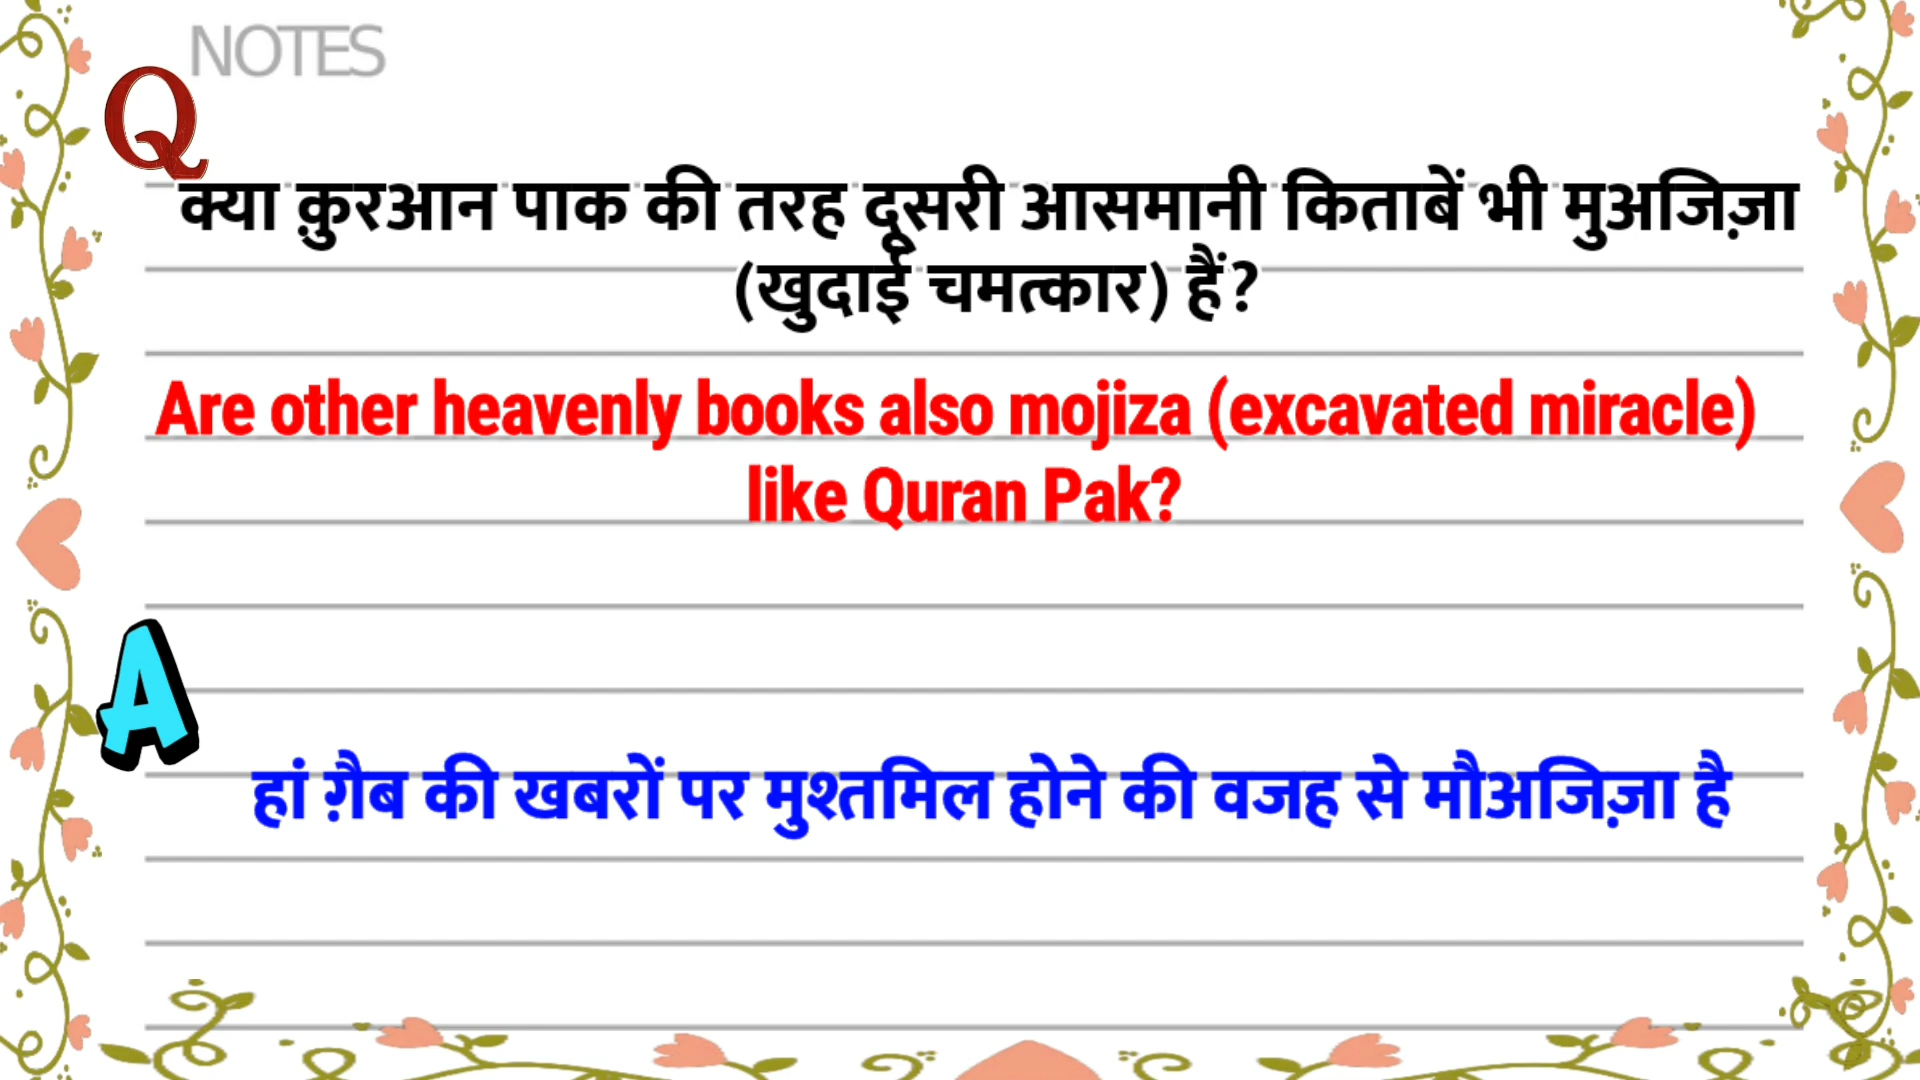 NOTES
Q
क्या क़ुरआन पाक की तरह दूसरी आसमानी किताबें भी मुअजिज़ा
(खुदाई चमत्कार) हैं?
Are other heavenly books also mojiza (excavated miracle)
like Quran Pak?
A
हां ग़ैब की खबरों पर मुश्तमिल होने की वजह से मौअजिज़ा है